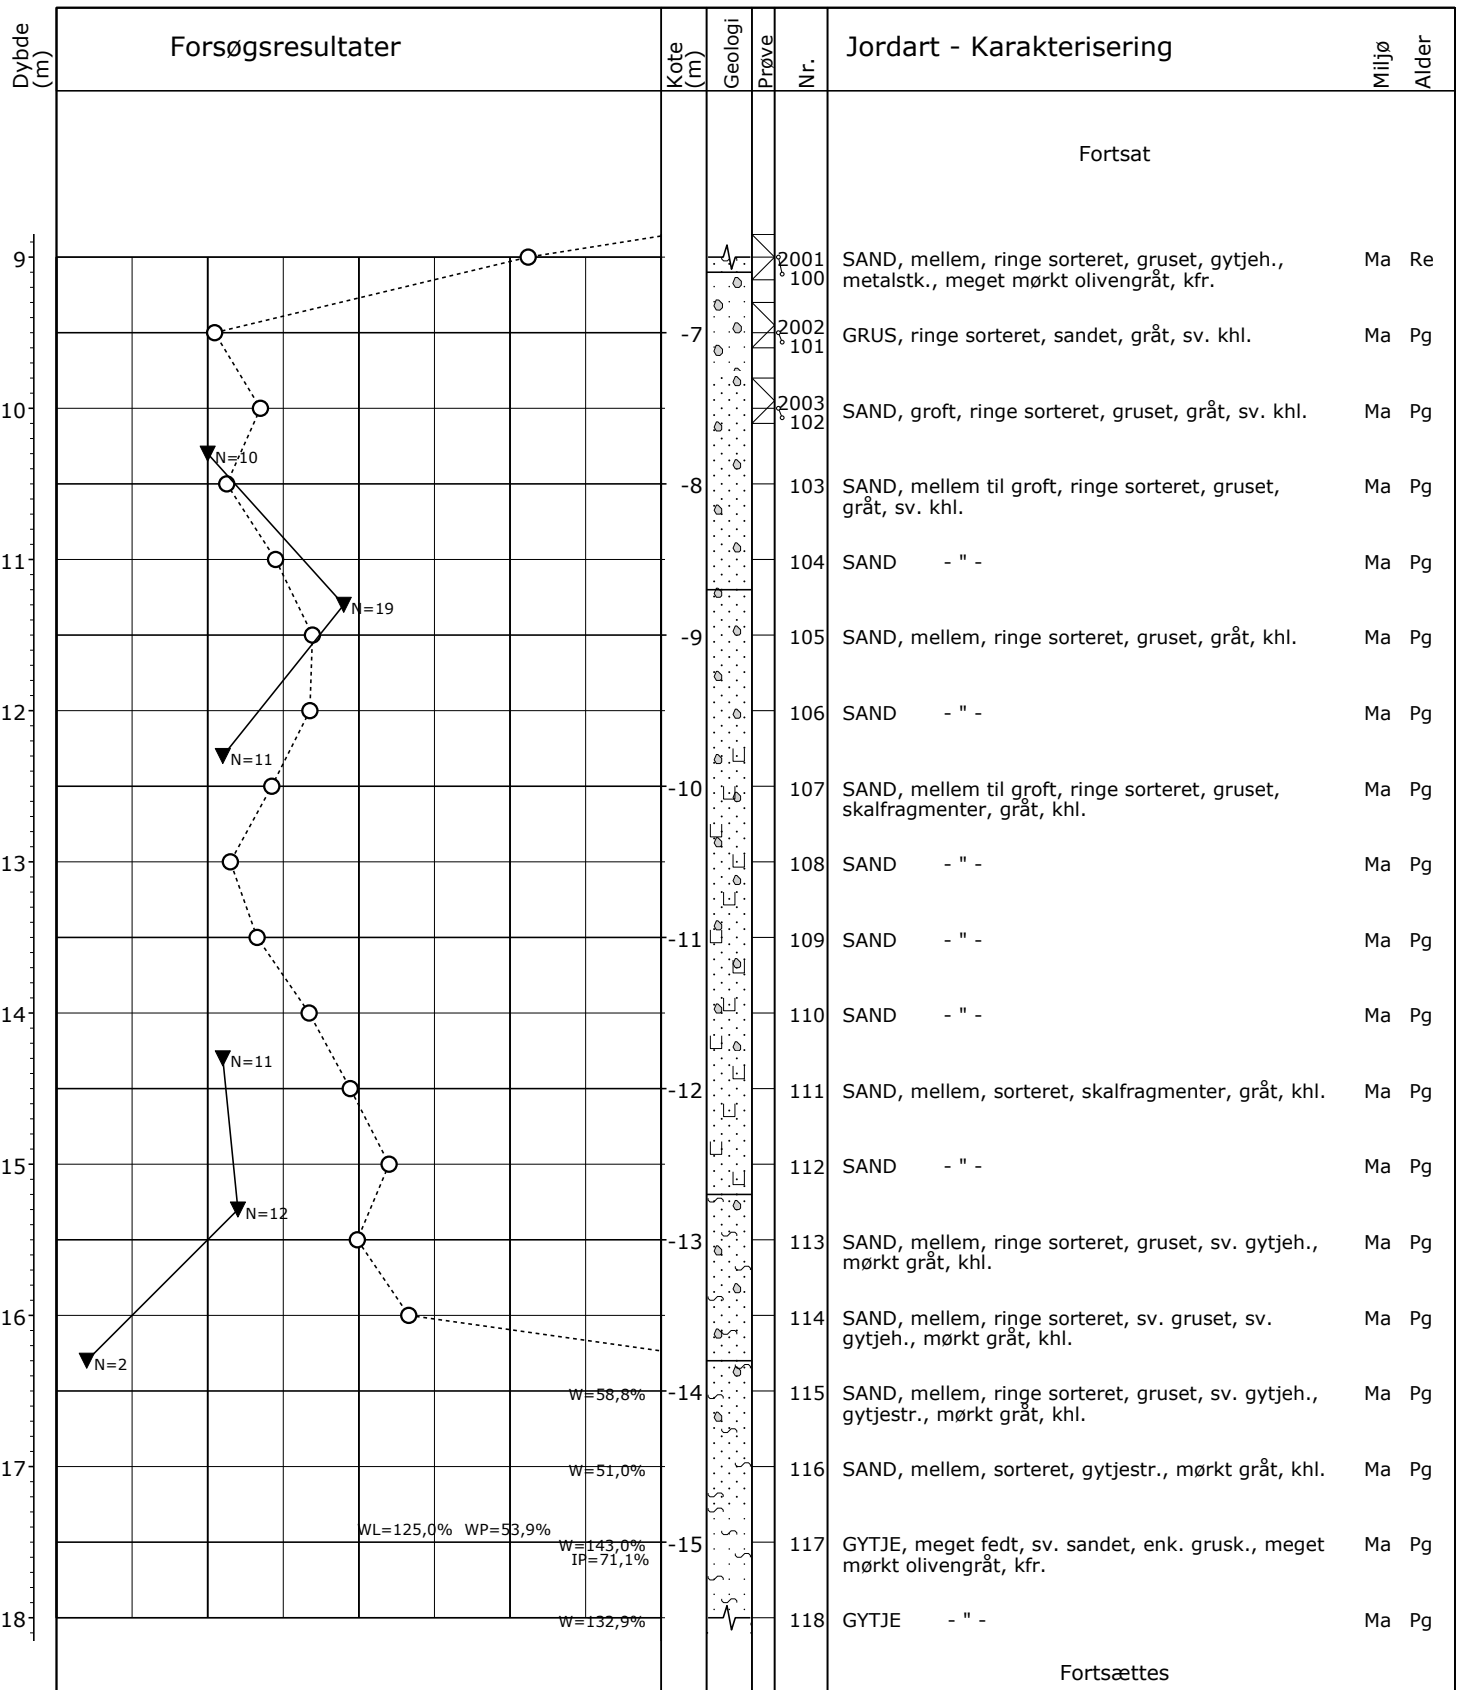 Dybde
(m)
Forsøgsresultater
Kote
(m)
Geologi
Prøve
Nr.
Jordart - Karakterisering
Miljø
Alder
Fortsat
9
2001
100
SAND, mellem, ringe sorteret, gruset, gytjeh.,
metalstk., meget mørkt olivengråt, kfr.
Ma Re
-7
2002
101
GRUS, ringe sorteret, sandet, gråt, sv. khl.
Ma Pg
10
2003
102
SAND, groft, ringe sorteret, gruset, gråt, sv. khl.
Ma Pg
N=10
-8
103
SAND, mellem til groft, ringe sorteret, gruset,
gråt, sv. khl.
Ma Pg
11
104
SAND - " -
Ma Pg
N=19
-9
105
SAND, mellem, ringe sorteret, gruset, gråt, khl.
Ma Pg
12
106
SAND - " -
Ma Pg
N=11
-10
107
SAND, mellem til groft, ringe sorteret, gruset,
skalfragmenter, gråt, khl.
Ma Pg
13
108
SAND - " -
Ma Pg
-11
109
SAND - " -
Ma Pg
14
110
SAND - " -
Ma Pg
N=11
-12
111
SAND, mellem, sorteret, skalfragmenter, gråt, khl.
Ma Pg
15
112
SAND - " -
Ma Pg
N=12
-13
113
SAND, mellem, ringe sorteret, gruset, sv. gytjeh.,
mørkt gråt, khl.
Ma Pg
16
114
SAND, mellem, ringe sorteret, sv. gruset, sv.
gytjeh., mørkt gråt, khl.
Ma Pg
N=2
W=58,8%
-14
115
SAND, mellem, ringe sorteret, gruset, sv. gytjeh.,
gytjestr., mørkt gråt, khl.
Ma Pg
17
W=51,0%
116
SAND, mellem, sorteret, gytjestr., mørkt gråt, khl.
Ma Pg
WL=125,0% WP=53,9%
W=143,0%
IP=71,1%
-15
117
GYTJE, meget fedt, sv. sandet, enk. grusk., meget
mørkt olivengråt, kfr.
Ma Pg
18
W=132,9%
118
GYTJE - " -
Ma Pg
Fortsættes